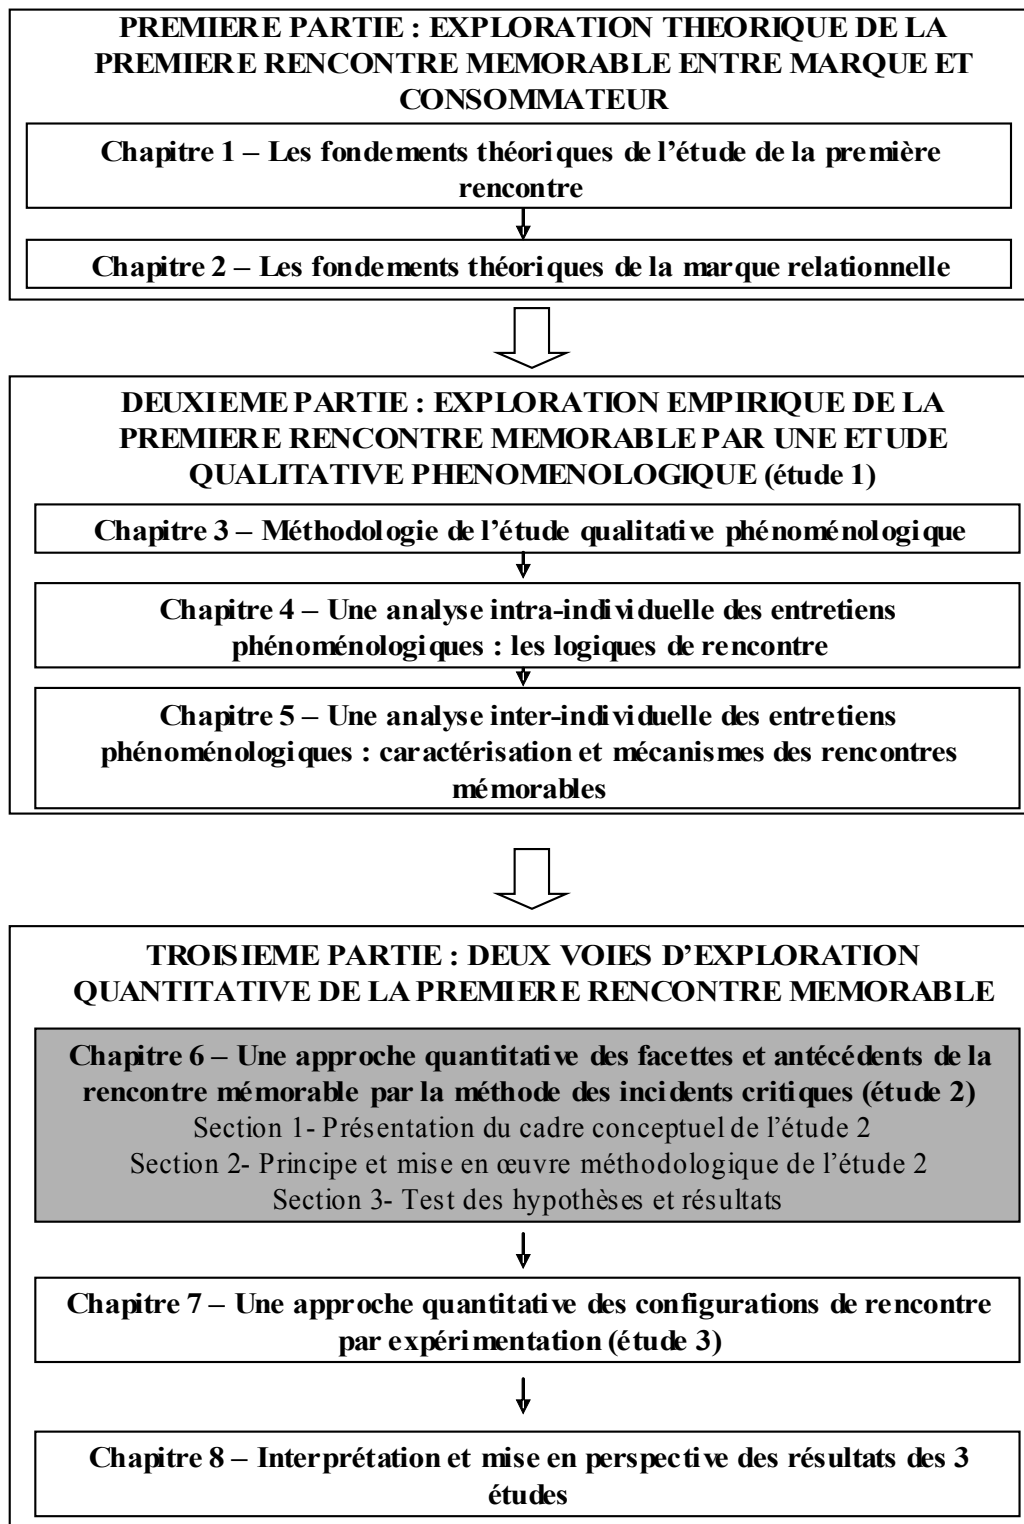 PREMIERE PARTIE : EXPLORATION THEORIQUE DE LA
PREMIERE RENCONTRE MEMORABLE ENTRE MARQUE ET
CONSOMMATEUR
Chapitre 1 – Les fondements théoriques de l'étude de la première
rencontre
Chapitre 2 – Les fondements théoriques de la marque relationnelle
DEUXIEME PARTIE : EXPLORATION EMPIRIQUE DE LA
PREMIERE RENCONTRE MEMORABLE PAR UNE ETUDE
QUALITATIVE PHENOMENOLOGIQUE (étude 1)
Chapitre 3 – Méthodologie de l'étude qualitative phénoménologique
Chapitre 4 – Une analyse intra-individuelle des entretiens
phénoménologiques : les logiques de rencontre
Chapitre 5 – Une analyse inter-individuelle des entretiens
phénoménologiques : caractérisation et mécanismes des rencontres
mémorables
TROISIEME PARTIE : DEUX VOIES D'EXPLORATION
QUANTITATIVE DE LA PREMIERE RENCONTRE MEMORABLE
Chapitre 6 – Une approche quantitative des facettes et antécédents de la
rencontre mémorable par la méthode des incidents critiques (étude 2)
Section 1- Présentation du cadre conceptuel de l'étude 2
Section 2- Principe et mise en œuvre méthodologique de l'étude 2
Section 3- Test des hypothèses et résultats
Chapitre 7 – Une approche quantitative des configurations de rencontre
par expérimentation (étude 3)
Chapitre 8 – Interprétation et mise en perspective des résultats des 3
études